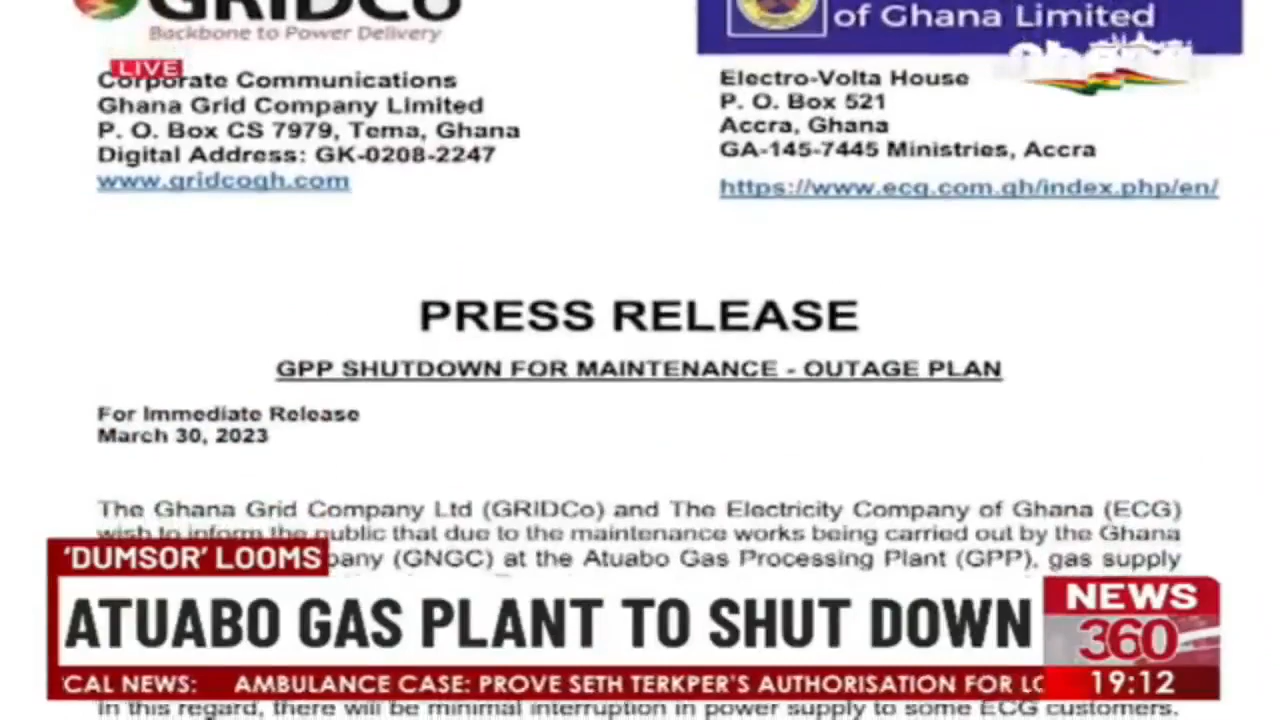 GRIDCo
Backbone to Power Delivery
of Ghana Limited
LIVE
Ghana
Corporate Communications
Ghana Grid Company Limited
P. O. Box CS 7979, Tema, Ghana
Digital Address: GK-0208-2247
www.gridcogh.com
Electro-Volta House
P. O. Box 521
Accra, Ghana
GA-145-7445 Ministries, Accra
https://www.ecg.com.gh/index.php/en/
PRESS RELEASE
GPP SHUTDOWN FOR MAINTENANCE - OUTAGE PLAN
For Immediate Release
March 30, 2023
The Ghana Grid Company Ltd (GRIDCo) and The Electricity Company of Ghana (ECG)
wish to inform the public that due to the maintenance works being carried out by the Ghana
pany (GNGC) at the Atuabo Gas Processing Plant (GPP), gas supply
'DUMSOR' LOOMS
ATUABO GAS PLANT TO SHUT DOWN
NEWS
360
CAL NEWS: AMBULANCE CASE: PROVE SETH TERKPER'S AUTHORISATION FOR LC
19:12
In this regard, there will be minimal interruption in power supply to some ECG customers.